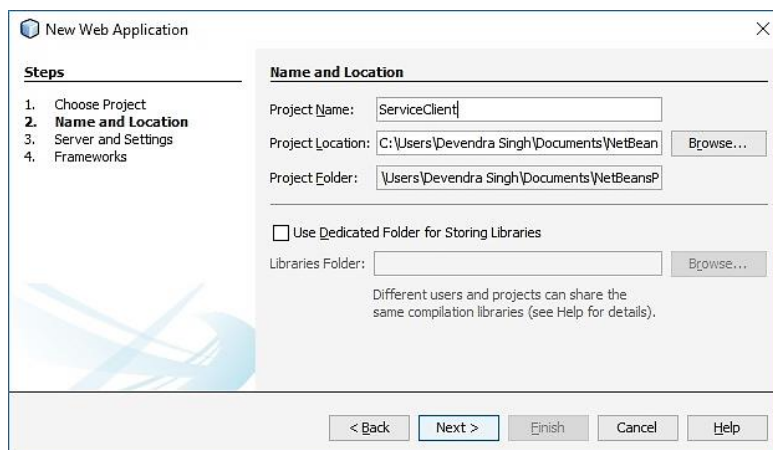 New Web Application
Steps
1. Choose Project
2. Name and Location
3. Server and Settings
4. Frameworks
Name and Location
Project Name: ServiceClient
Project Location: C:\Users\Devendra Singh\Documents\NetBean Browse...
Project Folder: \Users\Devendra Singh\Documents\NetBeansP
Use Dedicated Folder for Storing Libraries
Libraries Folder: Browse...
Different users and projects can share the
same compilation libraries (see Help for details).
< Back Next > Finish Cancel Help